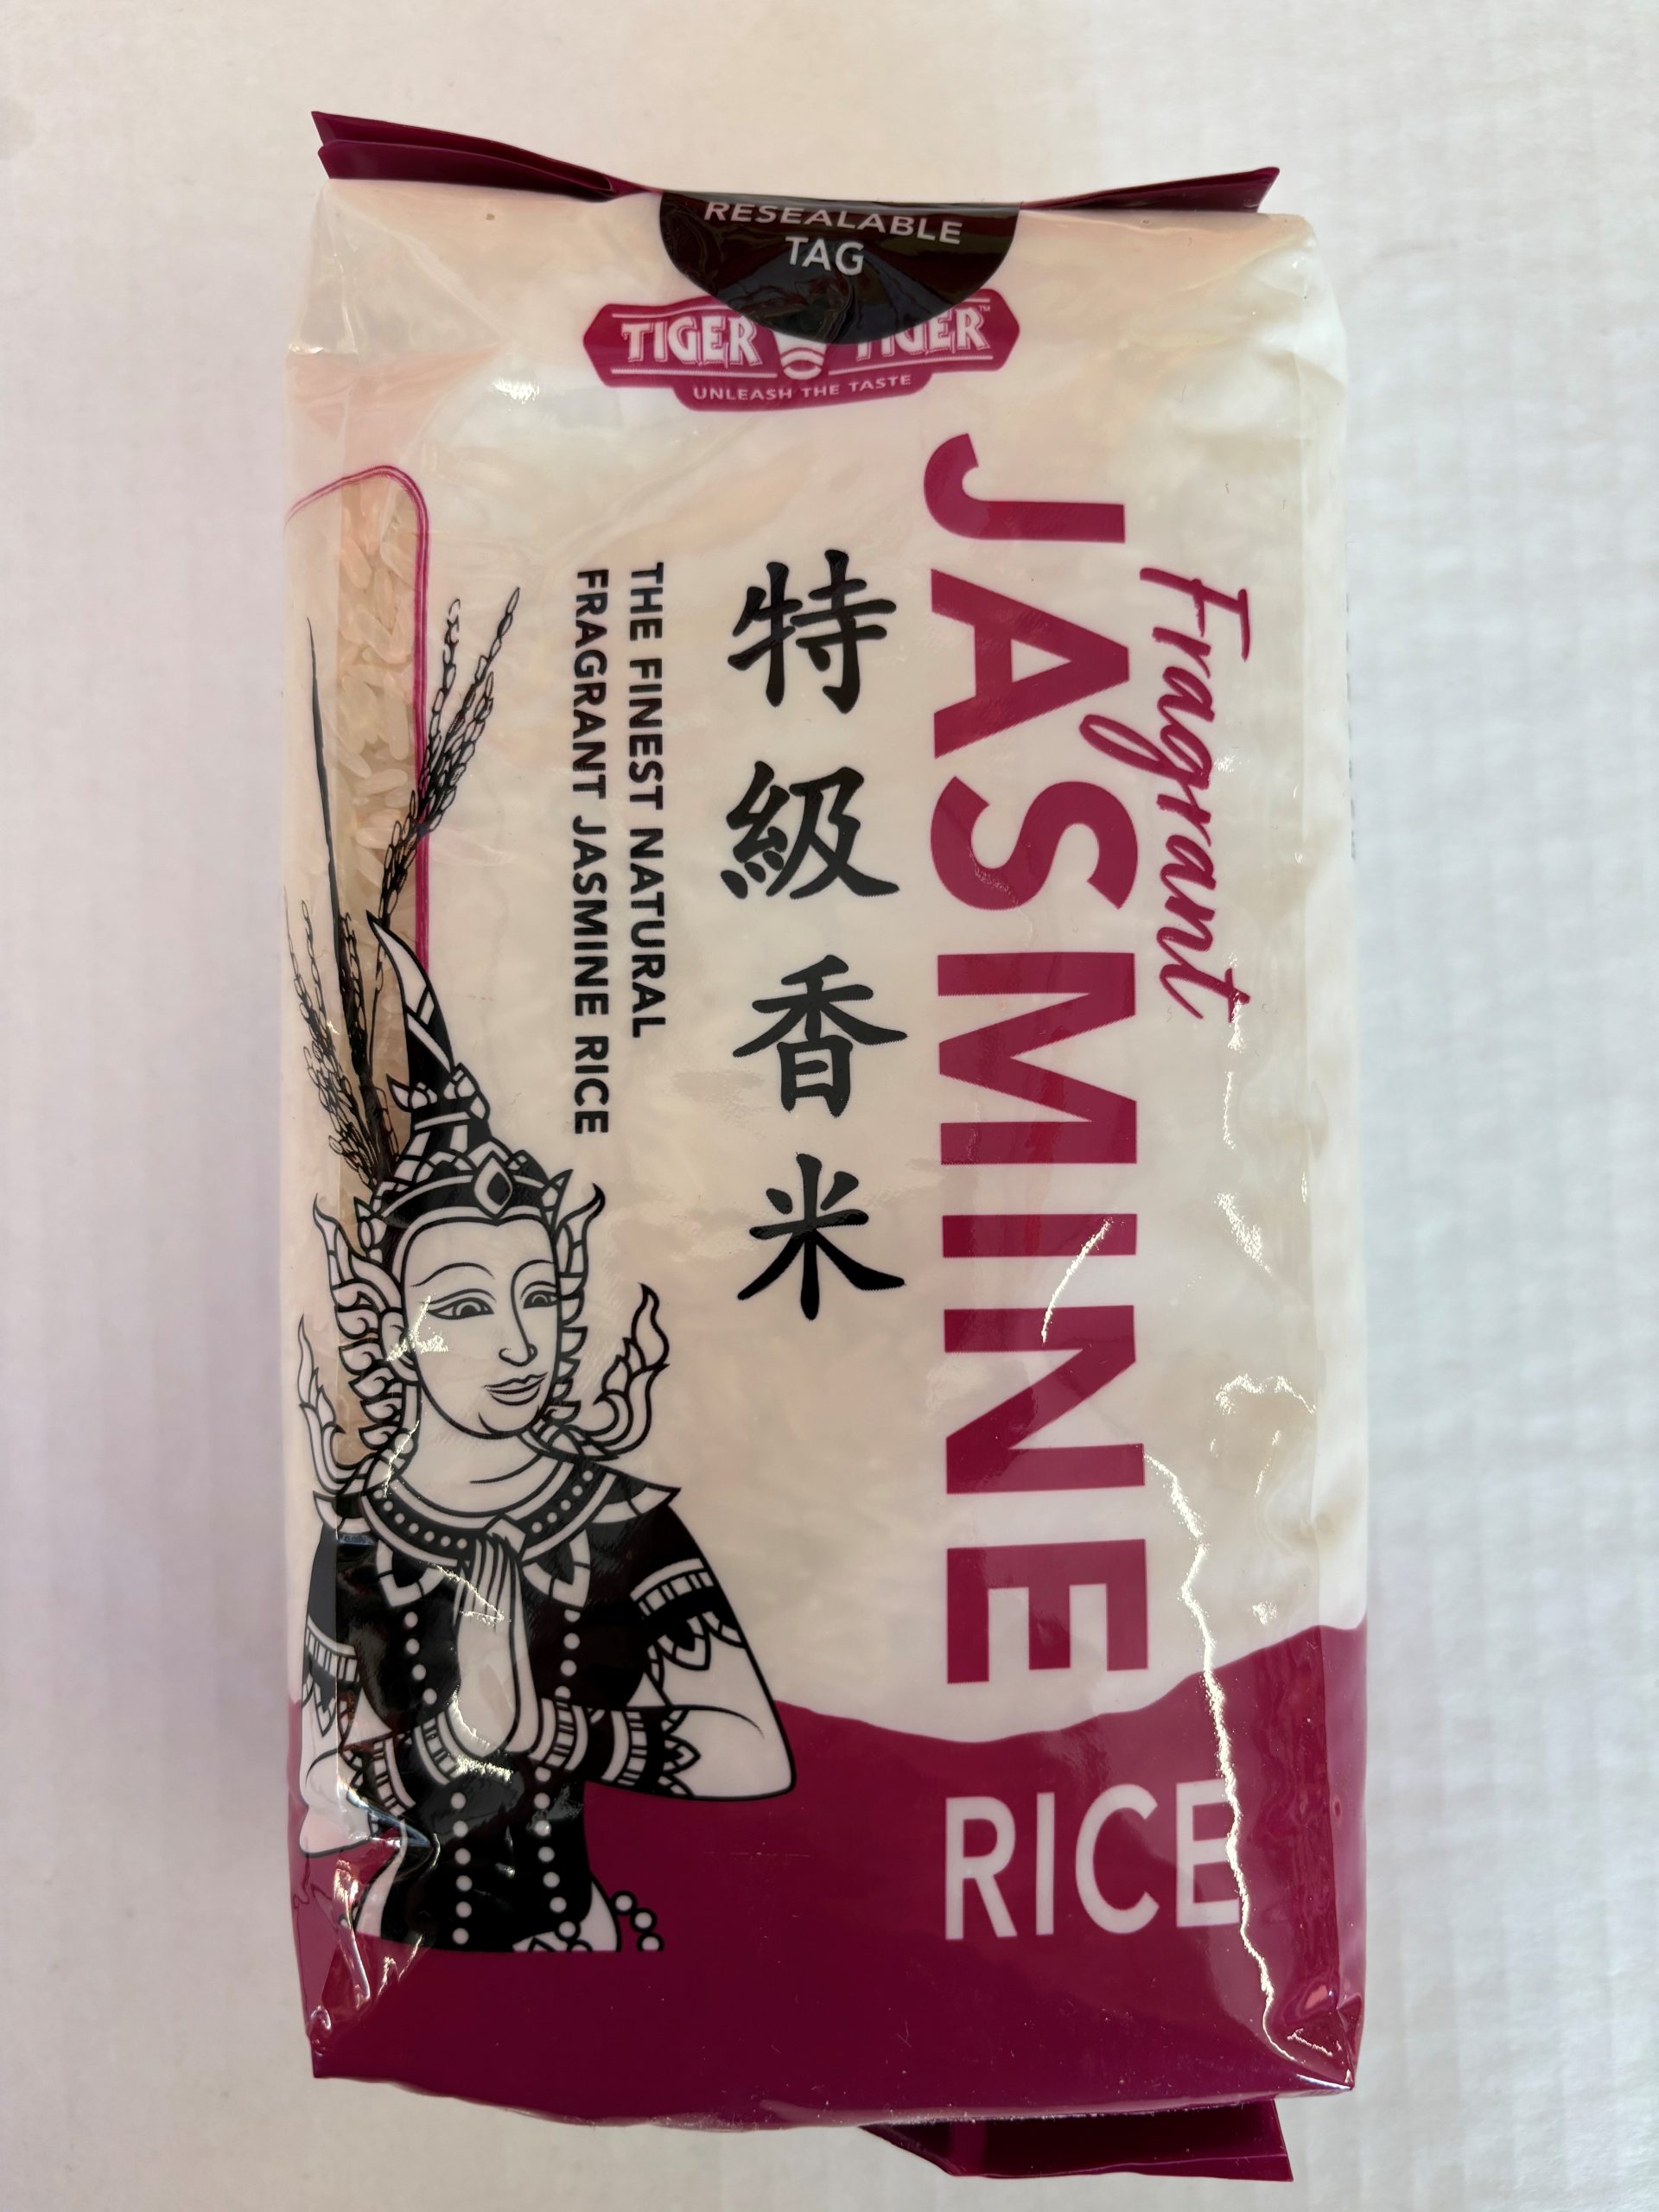 RESEALABLE
TAG
TIGER TIGER™
UNLEASH THE TASTE
Fragrant
JASMINE
RICE
特級香米
THE FINEST NATURAL
FRAGRANT JASMINE RICE